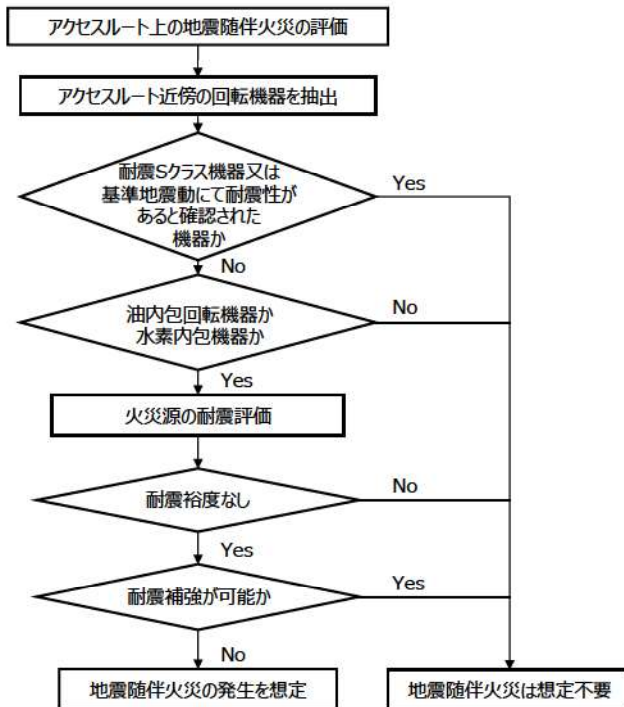 アクセスルート上の地震随伴火災の評価
アクセスルート近傍の回転機器を抽出
耐震Sクラス機器又は
基準地震動にて耐震性が
あると確認された
機器か
Yes
No
油内包回転機器か
水素内包機器か
No
Yes
火災源の耐震評価
耐震裕度なし
No
Yes
耐震補強が可能か
Yes
No
地震随伴火災の発生を想定
地震随伴火災は想定不要